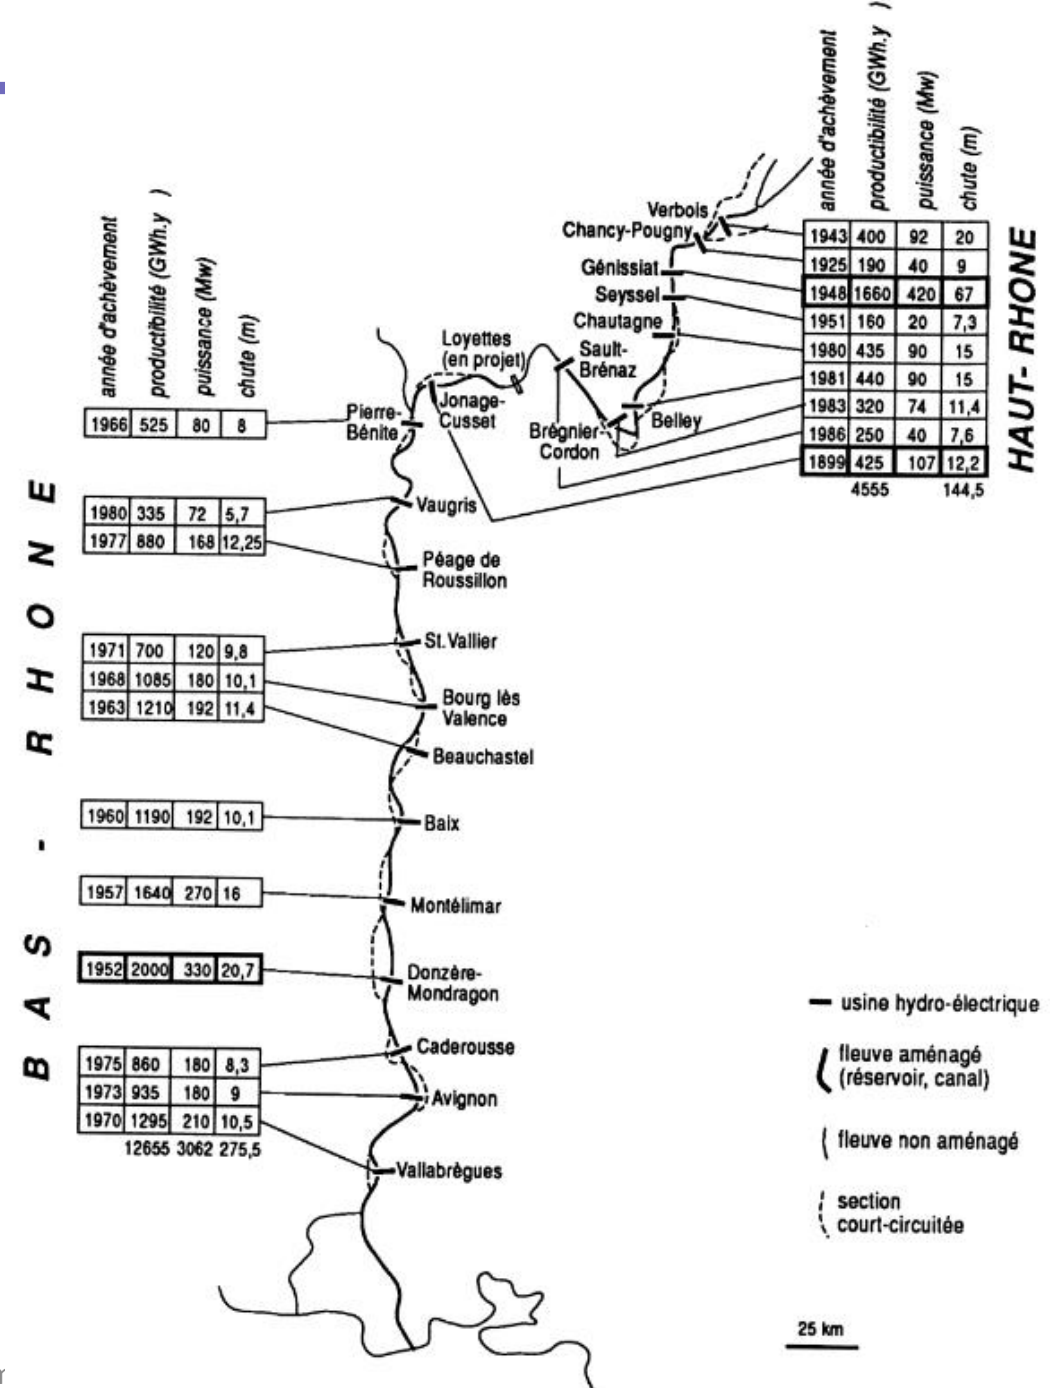 année d'achèvement
productibilité (GWh.y )
puissance (Mw)
chute (m)
Verbois
Chancy-Pougny
Génissiat
Seyssel
Chautagne
Loyettes
(en projet)
Sault-
Brénaz
Jonage-
Cusset
Belley
Brégnier-
Cordon
1943 400 92 20
1925 190 40 9
1948 1660 420 67
1951 160 20 7,3
1980 435 90 15
1981 440 90 15
1983 320 74 11,4
1986 250 40 7,6
1899 425 107 12,2
4555 144,5
HAUT-RHONE
année d'achèvement
productibilité (GWh.y )
puissance (Mw)
chute (m)
BAS-RHONE
1966 525 80 8
Pierre-
Bénite
1980 335 72 5,7
1977 880 168 12,25
Vaugris
Péage de
Roussillon
1971 700 120 9,8
1968 1085 180 10,1
1963 1210 192 11,4
St.Vallier
Bourg lès
Valence
Beauchastel
1960 1190 192 10,1
Baix
1957 1640 270 16
Montélimar
1952 2000 330 20,7
Donzère-
Mondragon
1975 860 180 8,3
1973 935 180 9
1970 1295 210 10,5
12655 3062 275,5
Caderousse
Avignon
Vallabrègues
usine hydro-électrique
fleuve aménagé
(réservoir, canal)
fleuve non aménagé
section
court-circuitée
25 km